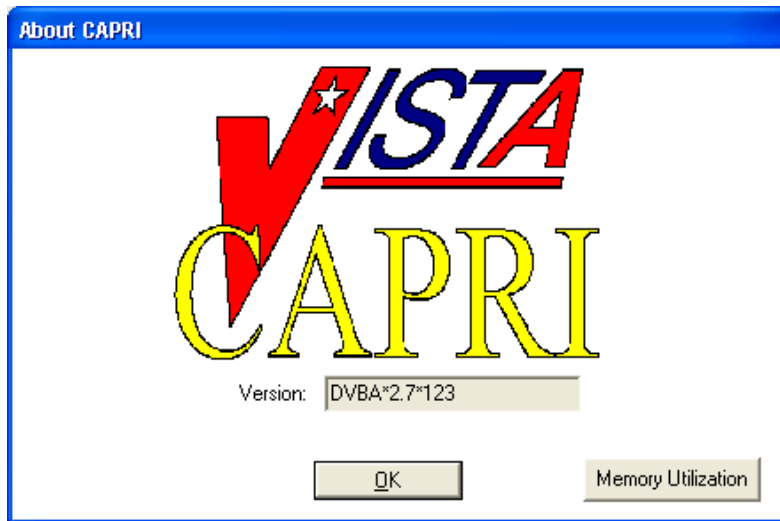 About CAPRI
VISTA
CAPRI
Version: DVBA*2.7*123
OK Memory Utilization